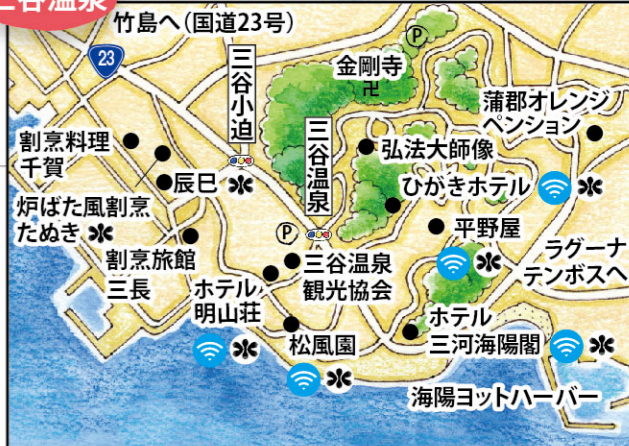 三谷温泉
竹島へ(国道23号)
23
P
金剛寺
三谷小迫
三谷温泉
蒲郡オレンジ
ペンション
割烹料理
千賀
弘法大師像
辰巳
ひがきホテル
炉ばた風割烹
たぬき
平野屋
割烹旅館
三長
P
三谷温泉
観光協会
ラグーナ
テンボスへ
ホテル
明山荘
松風園
ホテル
三河海陽閣
海陽ヨットハーバー